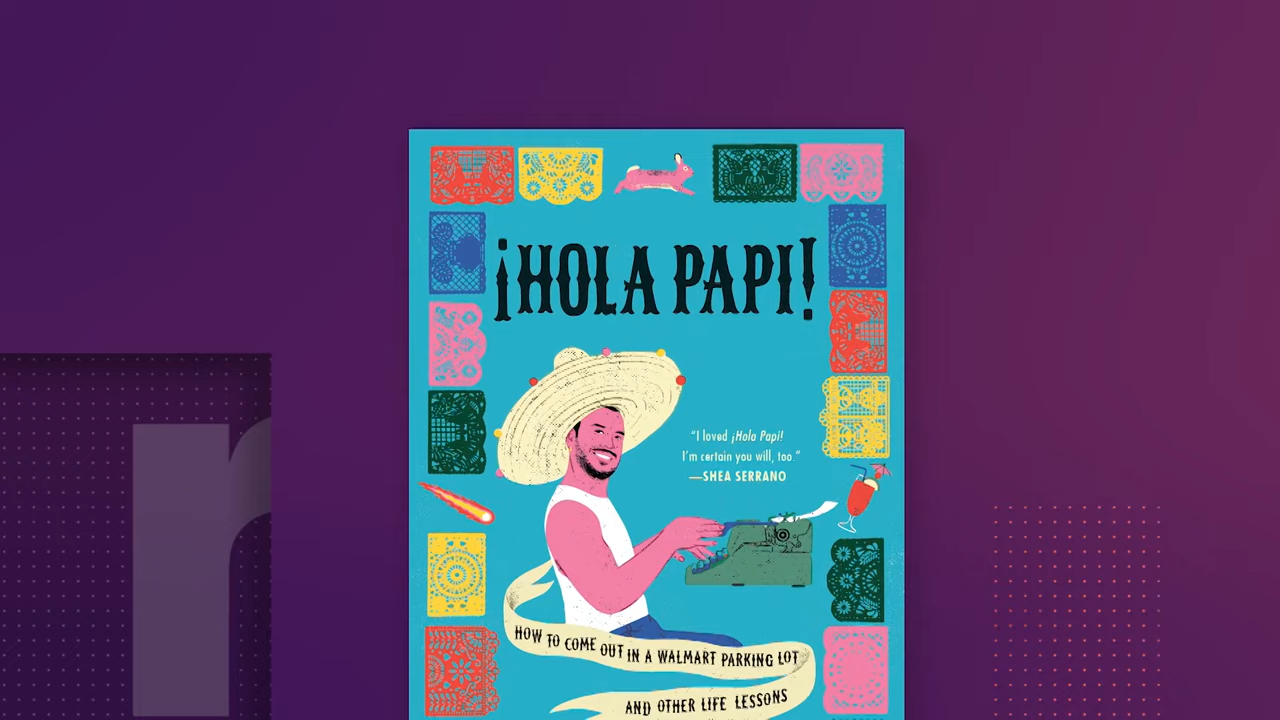 ¡HOLA PAPI!
“I loved ¡Hola Papi!
I’m certain you will, too.”
—SHEA SERRANO
HOW TO COME OUT IN A WALMART PARKING LOT
AND OTHER LIFE LESSONS
r